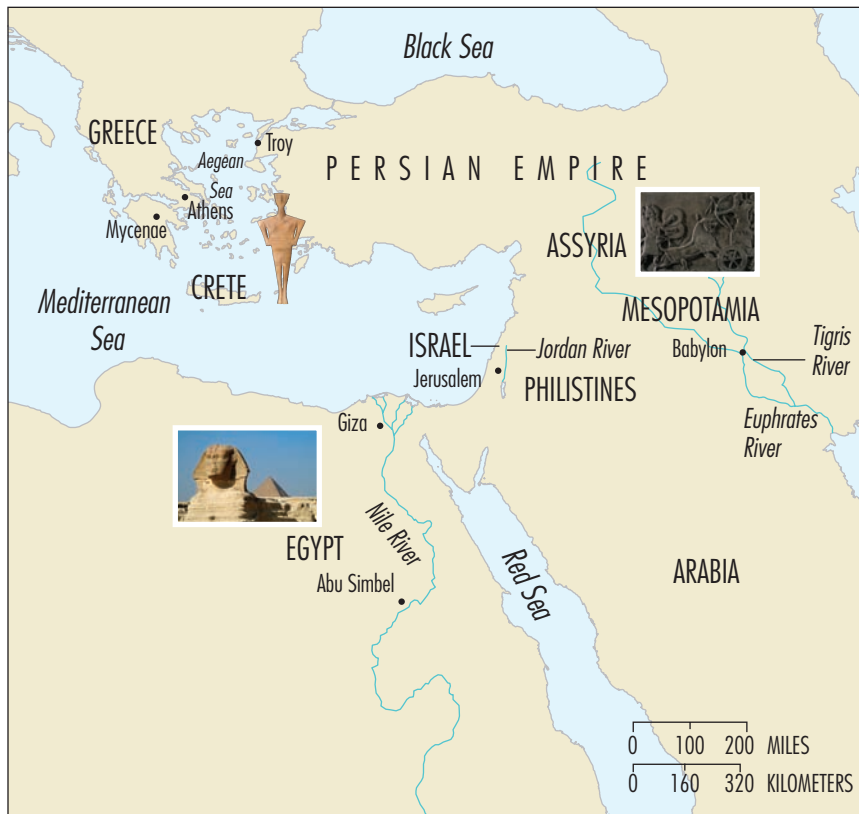 Black Sea
GREECE
Troy
Aegean
Sea
PERSIAN EMPIRE
Athens
Mycenae
ASSYRIA
CRETE
Mediterranean
Sea
MESOPOTAMIA
ISRAEL
Jordan River
Babylon
Tigris
River
Jerusalem
PHILISTINES
Euphrates
River
Giza
Nile River
EGYPT
Abu Simbel
Red Sea
ARABIA
0 100 200 MILES
0 160 320 KILOMETERS